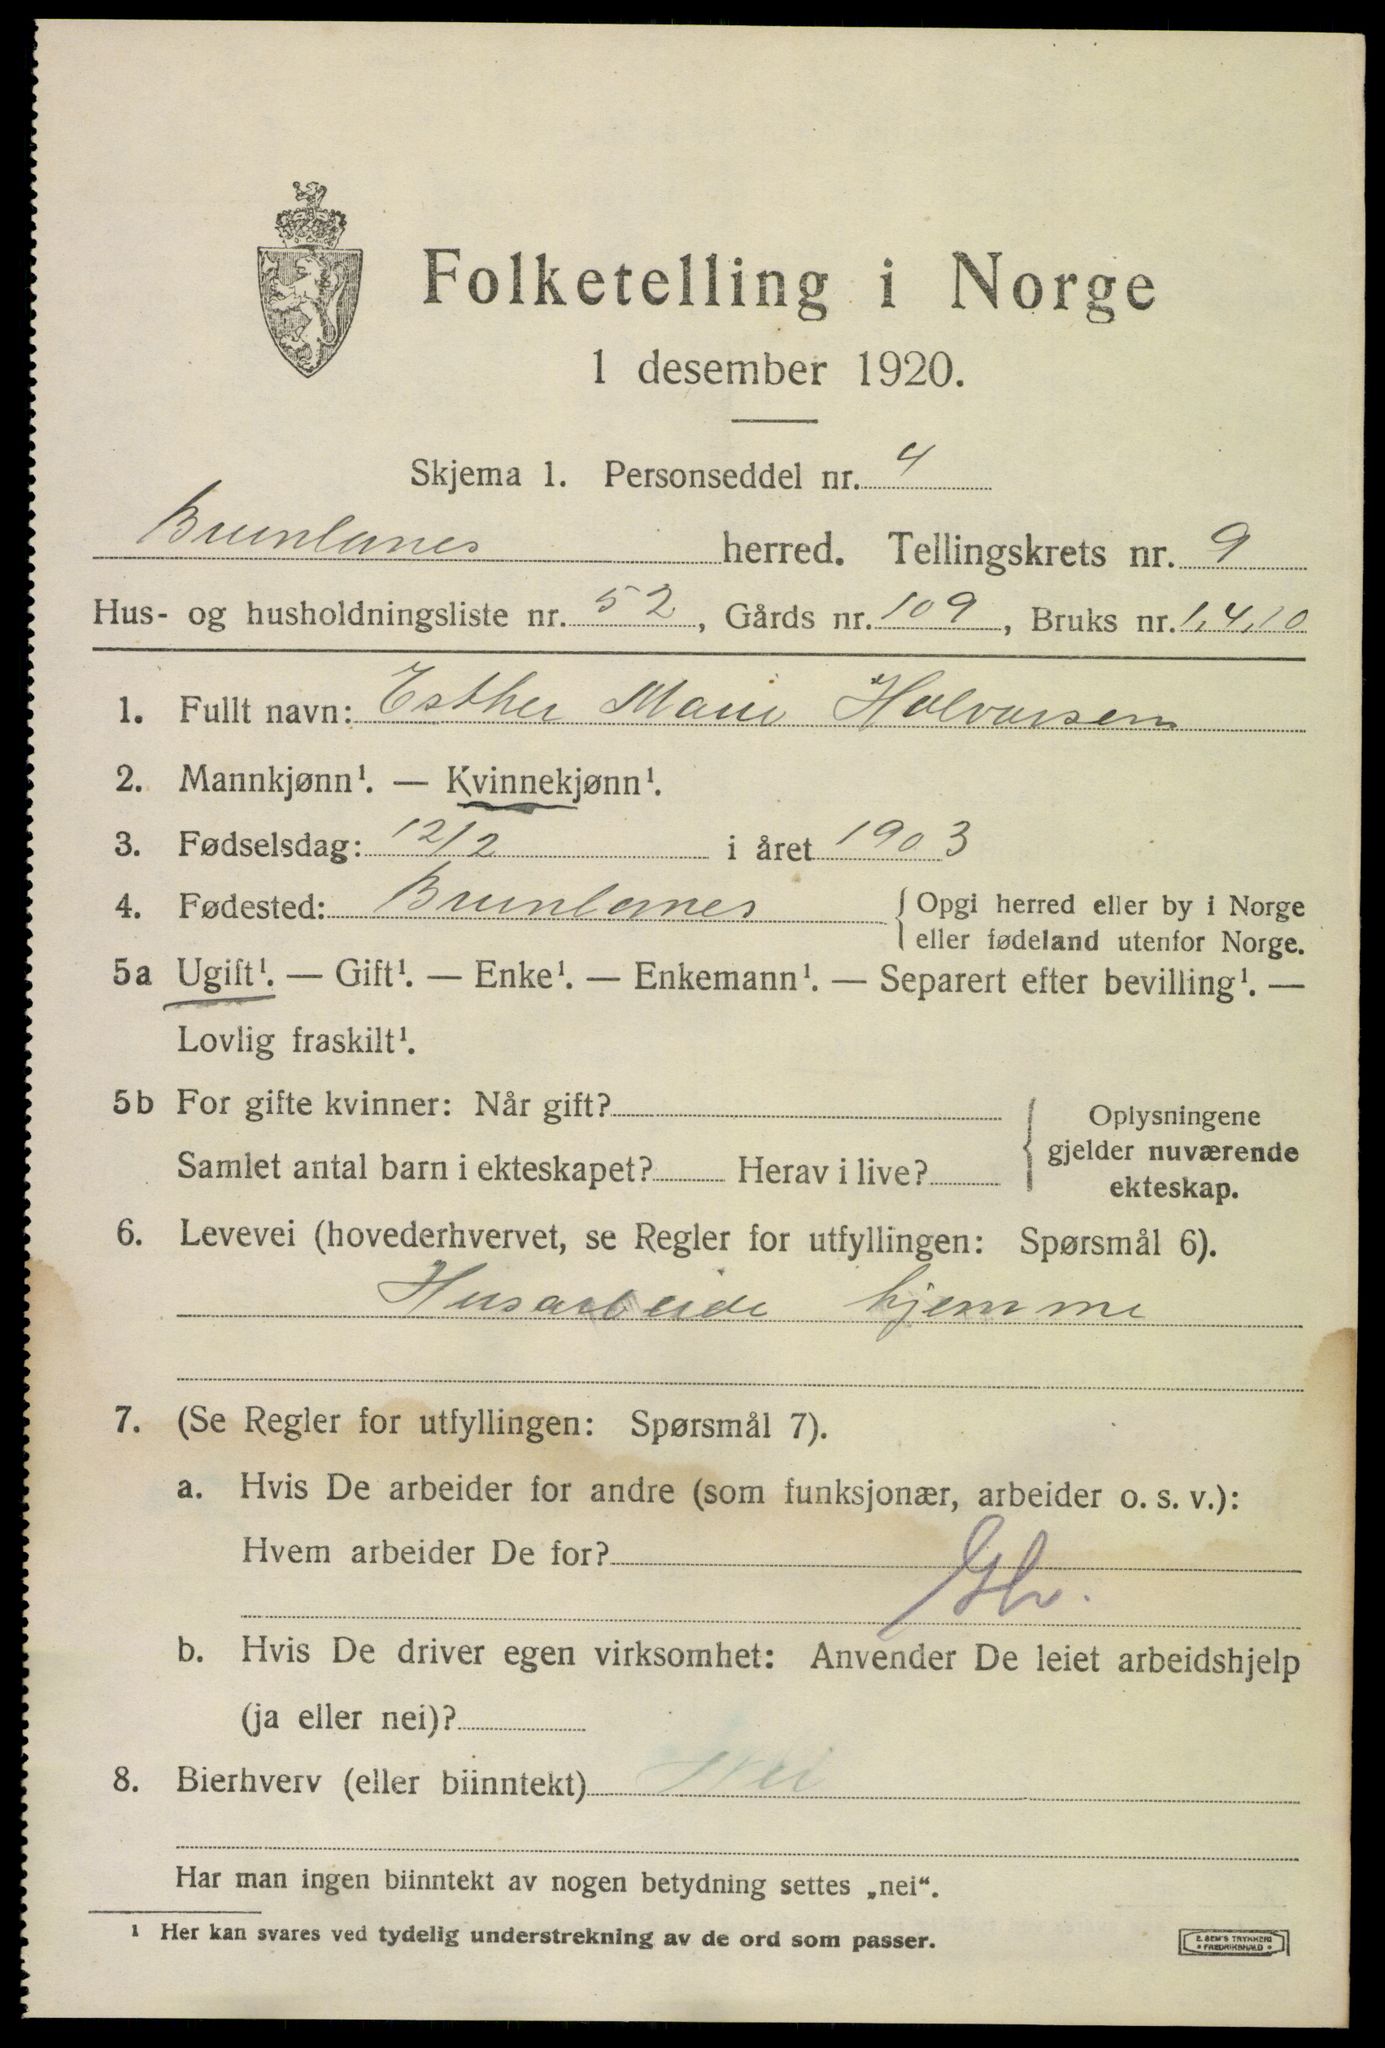 Folketelling i Norge
1 desember 1920.
Skjema 1. Personseddel nr. 4
Brunlanes herred. Tellingskrets nr. 9
Hus- og husholdningsliste nr. 52, Gårds nr. 109, Bruks nr. 1,4,10
1. Fullt navn: Esther Marie Halvorsen
2. Mannkjønn¹. — Kvinnekjønn¹.
3. Fødselsdag: 12/2 i året 1903
4. Fødested: Brunlanes { Opgi herred eller by i Norge
eller fødeland utenfor Norge.
5a Ugift¹. — Gift¹. — Enke¹. — Enkemann¹. — Separert efter bevilling¹. —
Lovlig fraskilt¹.
5b For gifte kvinner: Når gift?
Samlet antal barn i ekteskapet? Herav i live?
Oplysningene
gjelder nuværende
ekteskap.
6. Levevei (hovederhvervet, se Regler for utfyllingen: Spørsmål 6).
Husarbeide hjemme
7. (Se Regler for utfyllingen: Spørsmål 7).
a. Hvis De arbeider for andre (som funksjonær, arbeider o. s. v.):
Hvem arbeider De for?
b. Hvis De driver egen virksomhet: Anvender De leiet arbeidshjelp
(ja eller nei)?
8. Bierhverv (eller biinntekt) Nei
Har man ingen biinntekt av nogen betydning settes „nei“.
¹ Her kan svares ved tydelig understrekning av de ord som passer.
E. SEM'S TRYKKERI
• FREDRIKSHALD •